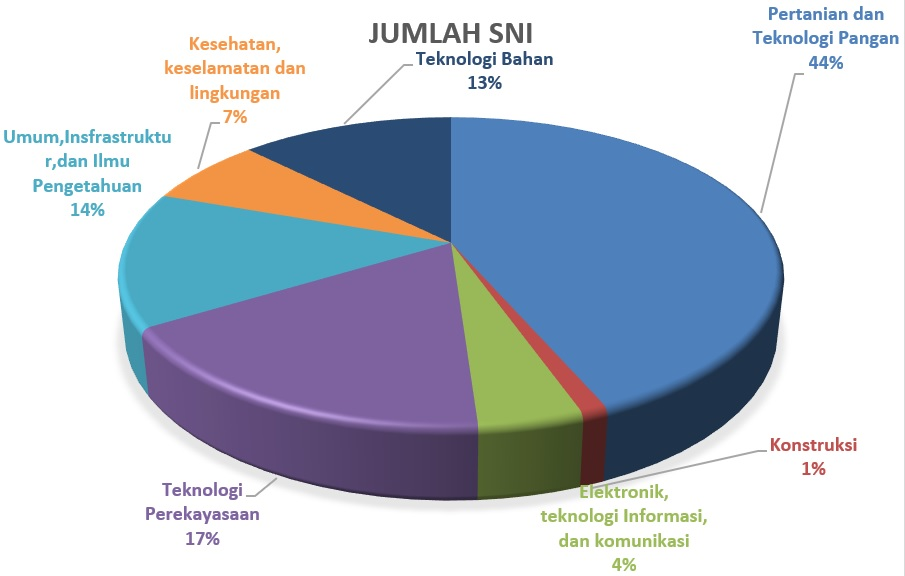 JUMLAH SNI
Pertanian dan
Teknologi Pangan
44%
Konstruksi
1%
Elektronik,
teknologi Informasi,
dan komunikasi
4%
Teknologi
Perekayasaan
17%
Umum,Insfrastruktu
r,dan Ilmu
Pengetahuan
14%
Kesehatan,
keselamatan dan
lingkungan
7%
Teknologi Bahan
13%